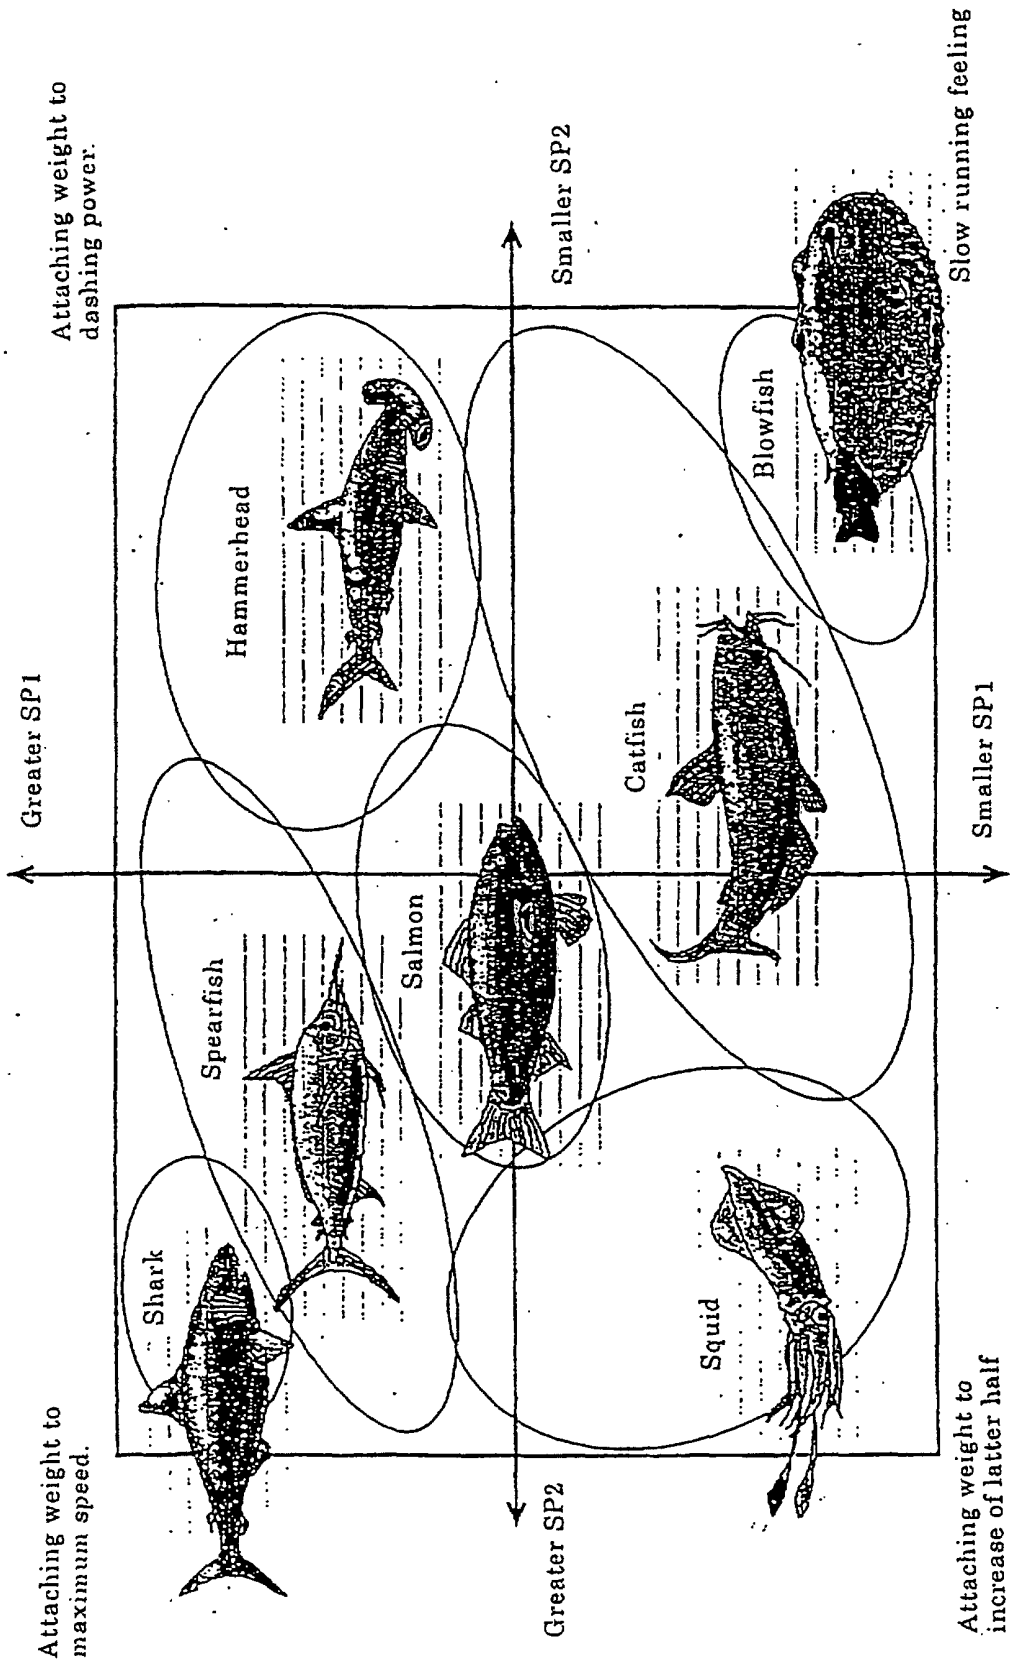 Attaching weight to
maximum speed.
Greater SP1
Attaching weight to
dashing power.
Shark
Spearfish
Hammerhead
Salmon
Greater SP2
Smaller SP2
Catfish
Squid
Blowfish
Attaching weight to
increase of latter half
Smaller SP1
Slow running feeling